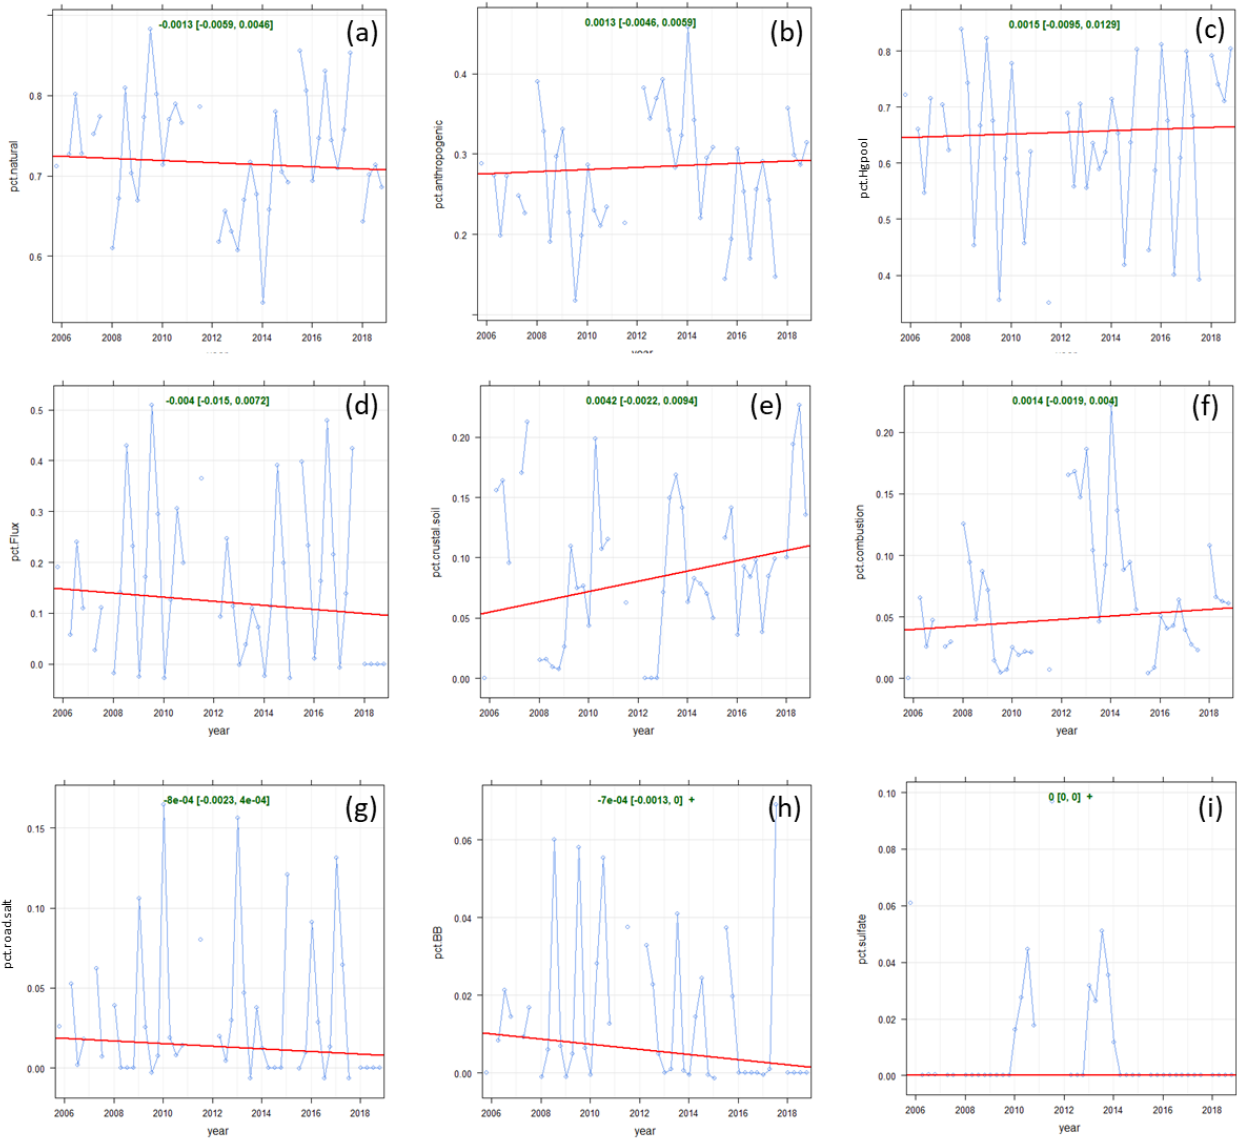 -0.0013 [-0.0059, 0.0046]
(a)
pct.natural
0.8
0.7
0.6
2006 2008 2010 2012 2014 2016 2018
0.0013 [-0.0046, 0.0059]
(b)
pct.anthropogenic
0.4
0.3
0.2
2006 2008 2010 2012 2014 2016 2018
0.0015 [-0.0095, 0.0129]
(c)
pct.Hgpool
0.8
0.7
0.6
0.5
0.4
2006 2008 2010 2012 2014 2016 2018
-0.004 [-0.015, 0.0072]
(d)
pct.Flux
0.5
0.4
0.3
0.2
0.1
0.0
2006 2008 2010 2012 2014 2016 2018
year
0.0042 [-0.0022, 0.0094]
(e)
pct.crustal.soil
0.20
0.15
0.10
0.05
0.00
2006 2008 2010 2012 2014 2016 2018
year
0.0014 [-0.0019, 0.004]
(f)
pct.combustion
0.20
0.15
0.10
0.05
0.00
2006 2008 2010 2012 2014 2016 2018
year
-8e-04 [-0.0023, 4e-04]
(g)
pct.road.salt
0.15
0.10
0.05
0.00
2006 2008 2010 2012 2014 2016 2018
year
-7e-04 [-0.0013, 0] +
(h)
pct.BB
0.06
0.04
0.02
0.00
2006 2008 2010 2012 2014 2016 2018
year
0 [0, 0] +
(i)
pct.sulfate
0.10
0.08
0.06
0.04
0.02
0.00
2006 2008 2010 2012 2014 2016 2018
year